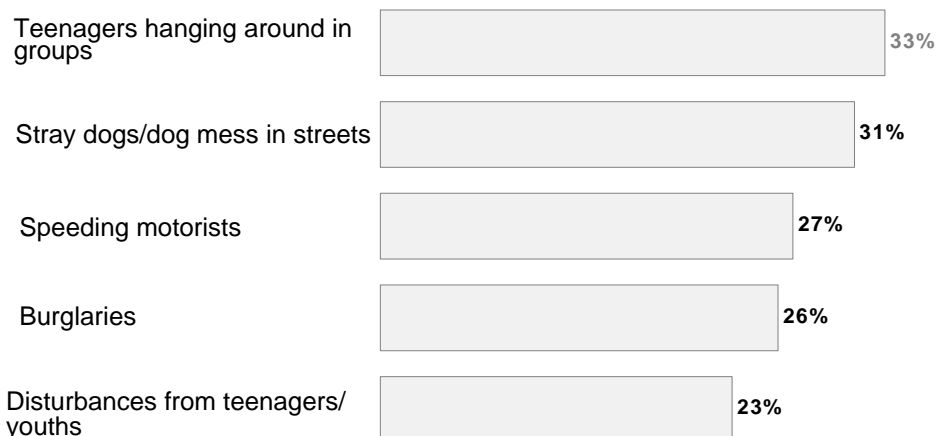 Teenagers hanging around in
groups
33%
Stray dogs/dog mess in streets
31%
Speeding motorists
27%
Burglaries
26%
Disturbances from teenagers/
youths
23%